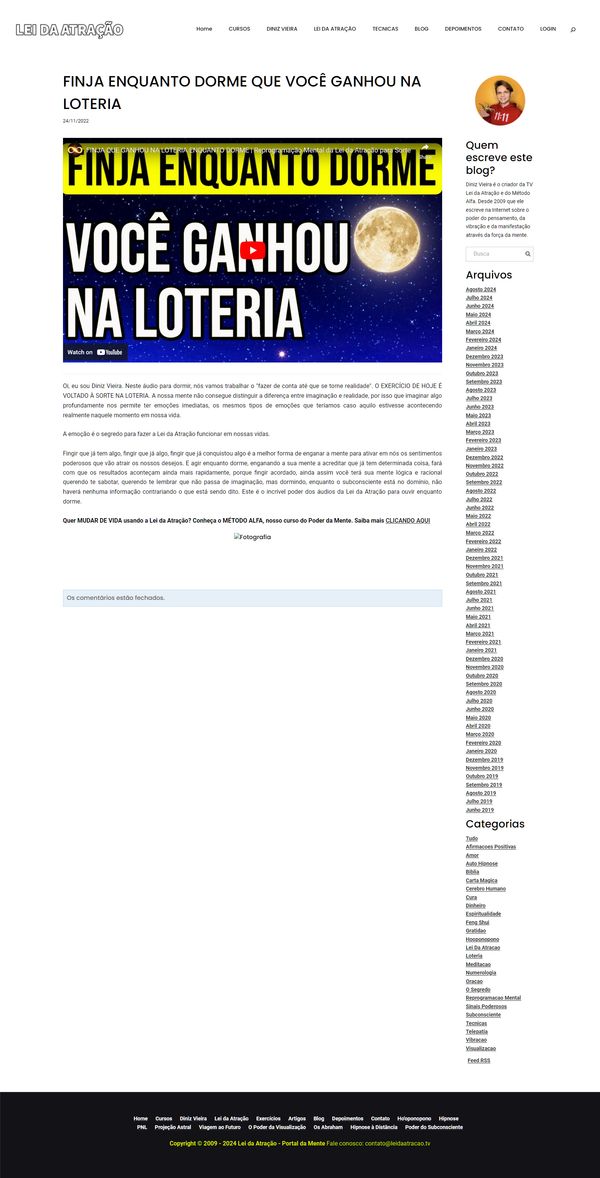 LEI DA ATRAÇÃO
Home CURSOS DINIZ VIEIRA LEI DA ATRAÇÃO TÉCNICAS BLOG DEPOIMENTOS CONTATO LOGIN
FINJA ENQUANTO DORME QUE VOCÊ GANHOU NA
LOTERIA
24/11/2022
FINJA QUE GANHOU NA LOTERIA ENQUANTO DORME | Reprogramação Mental da Lei da Atração para Sorte
Share
FINJA ENQUANTO DORME
VOCÊ GANHOU
NA LOTERIA
Watch on YouTube
Oi, eu sou Diniz Vieira. Neste áudio para dormir, nós vamos trabalhar o "fazer de conta até que se torne realidade". O EXERCÍCIO DE HOJE É
VOLTADO À SORTE NA LOTERIA. A nossa mente não consegue distinguir a diferença entre imaginação e realidade, por isso que imaginar algo
profundamente nos permite ter emoções imediatas, os mesmos tipos de emoções que teríamos caso aquilo estivesse acontecendo
realmente naquele momento em nossa vida.
A emoção é o segredo para fazer a Lei da Atração funcionar em nossas vidas.
Fingir que já tem algo, fingir que já algo, fingir que já conquistou algo é a melhor forma de enganar a mente para ativar em nós os sentimentos
poderosos que vão atrair os nossos desejos. E agir enquanto dorme, enganando a sua mente a acreditar que já tem determinada coisa, fará
com que os resultados aconteçam ainda mais rapidamente, porque fingir acordado, ainda assim você terá sua mente lógica e racional
querendo te sabotar, querendo te lembrar que não passa de imaginação, mas dormindo, enquanto o subconsciente está no domínio, não
haverá nenhuma informação contrariando o que está sendo dito. Este é o incrível poder dos áudios da Lei da Atração para ouvir enquanto
dorme.
Quer MUDAR DE VIDA usando a Lei da Atração? Conheça o MÉTODO ALFA, nosso curso do Poder da Mente. Saiba mais CLICANDO AQUI
Fotografia
Os comentários estão fechados.
11:11
Quem
escreve este
blog?
Diniz Vieira é o criador da TV
Lei da Atração e do Método
Alfa. Desde 2009 que ele
escreve na Internet sobre o
poder do pensamento, da
vibração e da manifestação
através da força da mente.
Busca
Arquivos
Agosto 2024
Julho 2024
Junho 2024
Maio 2024
Abril 2024
Março 2024
Fevereiro 2024
Janeiro 2024
Dezembro 2023
Novembro 2023
Outubro 2023
Setembro 2023
Agosto 2023
Julho 2023
Junho 2023
Maio 2023
Abril 2023
Março 2023
Fevereiro 2023
Janeiro 2023
Dezembro 2022
Novembro 2022
Outubro 2022
Setembro 2022
Agosto 2022
Julho 2022
Junho 2022
Maio 2022
Abril 2022
Março 2022
Fevereiro 2022
Janeiro 2022
Dezembro 2021
Novembro 2021
Outubro 2021
Setembro 2021
Agosto 2021
Julho 2021
Junho 2021
Maio 2021
Abril 2021
Março 2021
Fevereiro 2021
Janeiro 2021
Dezembro 2020
Novembro 2020
Outubro 2020
Setembro 2020
Agosto 2020
Julho 2020
Junho 2020
Maio 2020
Abril 2020
Março 2020
Fevereiro 2020
Janeiro 2020
Dezembro 2019
Novembro 2019
Outubro 2019
Setembro 2019
Agosto 2019
Julho 2019
Junho 2019
Categorias
Tudo
Afirmacoes Positivas
Amor
Auto Hipnose
Bíblia
Carta Magica
Cerebro Humano
Cura
Dinheiro
Espiritualidade
Feng Shui
Gratidao
Hooponopono
Lei Da Atracao
Loteria
Meditacao
Numerologia
Oracao
O Segredo
Reprogramacao Mental
Sinais Poderosos
Subconsciente
Tecnicas
Telepatia
Vibracao
Visualizacao
Feed RSS
Home Cursos Diniz Vieira Lei da Atração Exercícios Artigos Blog Depoimentos Contato Ho'oponopono Hipnose
PNL Projeção Astral Viagem ao Futuro O Poder da Visualização Os Abraham Hipnose à Distância Poder do Subconsciente
Copyright © 2009 - 2024 Lei da Atração - Portal da Mente Fale conosco: contato@leidaatracao.tv